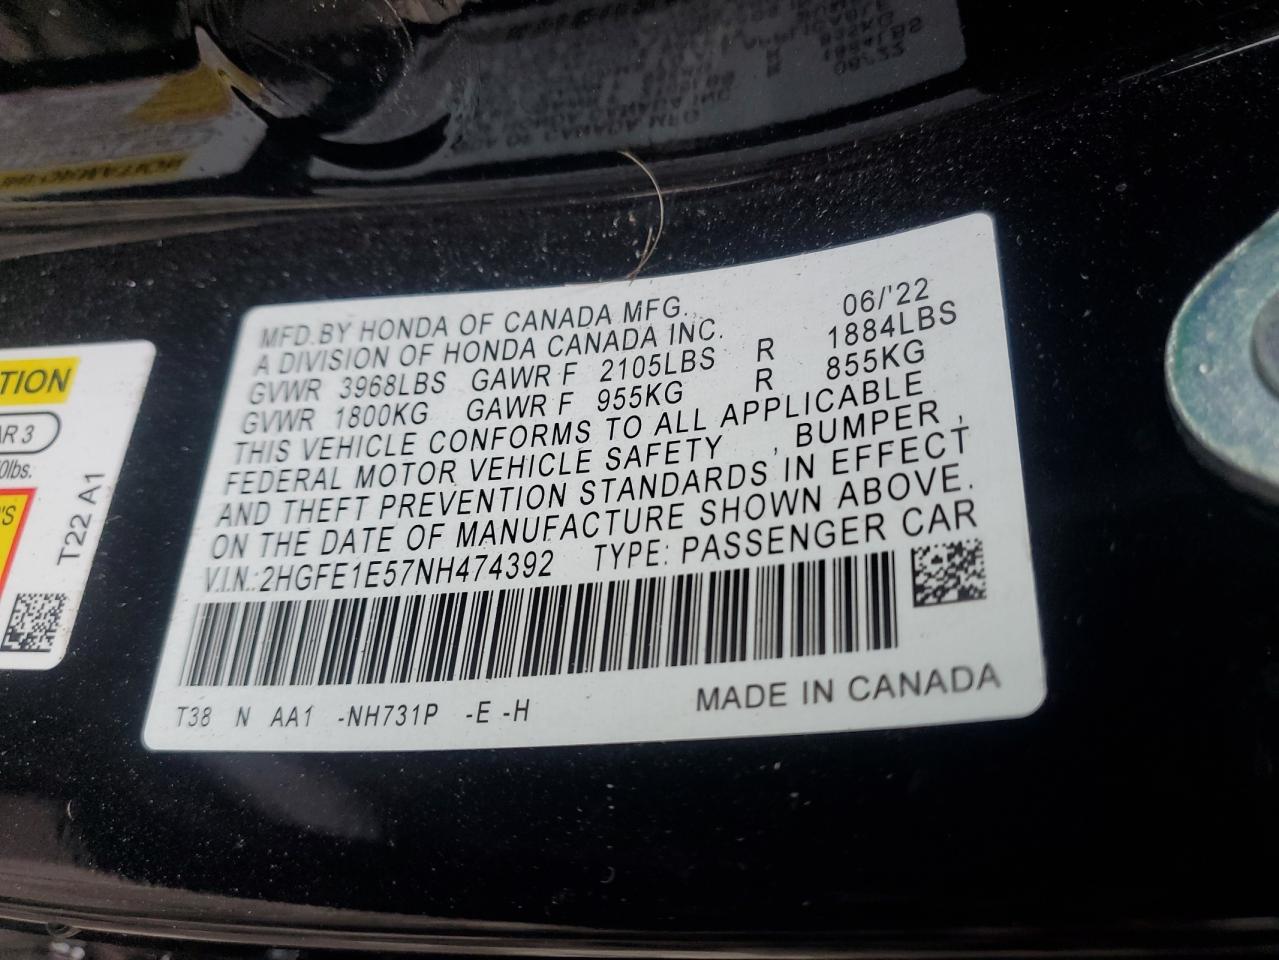 MFD.BY HONDA OF CANADA MFG. 06/'22
A DIVISION OF HONDA CANADA INC.
GVWR 3968LBS GAWR F 2105LBS R 1884LBS
GVWR 1800KG GAWR F 955KG R 855KG
THIS VEHICLE CONFORMS TO ALL APPLICABLE
FEDERAL MOTOR VEHICLE SAFETY , BUMPER ,
AND THEFT PREVENTION STANDARDS IN EFFECT
ON THE DATE OF MANUFACTURE SHOWN ABOVE.
V.I.N.:2HGFE1E57NH474392 TYPE: PASSENGER CAR
T38 N AA1 -NH731P -E -H
MADE IN CANADA
T22 A1